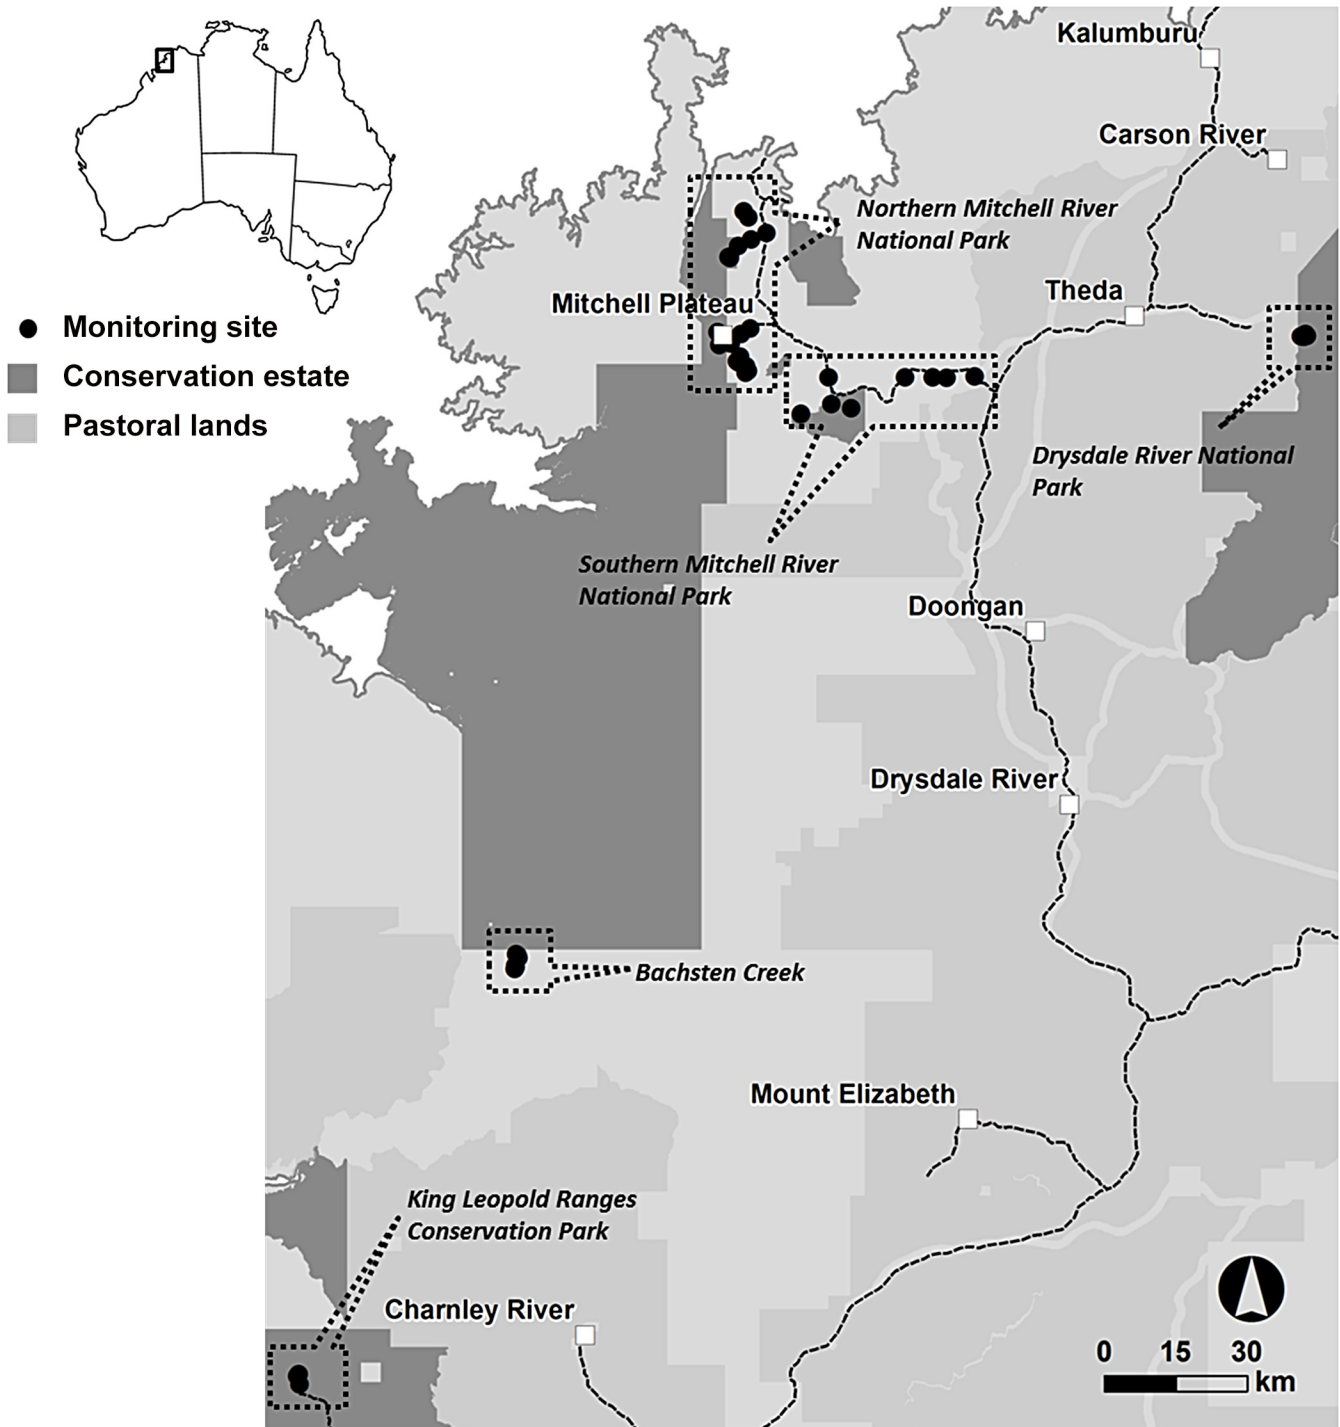 Kalumburu
Carson River
Northern Mitchell River
National Park
Mitchell Plateau
Theda
Monitoring site
Conservation estate
Pastoral lands
Drysdale River National
Park
Southern Mitchell River
National Park
Doongan
Drysdale River
Bachsten Creek
Mount Elizabeth
King Leopold Ranges
Conservation Park
Charnley River
0 15 30
km